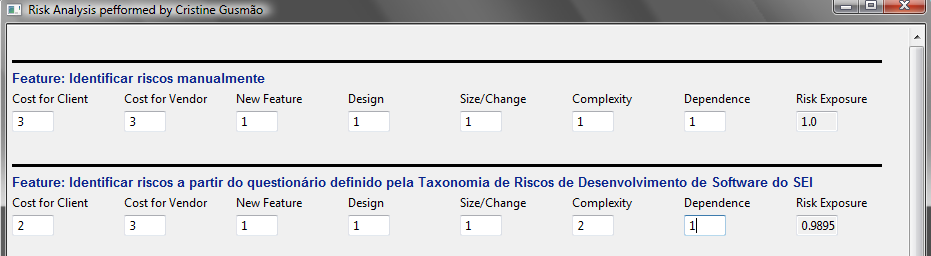 Risk Analysis pefformed by Cristine Gusmão
Feature: Identificar riscos manualmente
Cost for Client Cost for Vendor New Feature Design Size/Change Complexity Dependence Risk Exposure
3 3 1 1 1 1 1 1.0
Feature: Identificar riscos a partir do questionário definido pela Taxonomia de Riscos de Desenvolvimento de Software do SEI
Cost for Client Cost for Vendor New Feature Design Size/Change Complexity Dependence Risk Exposure
2 3 1 1 1 2 1 0.9895